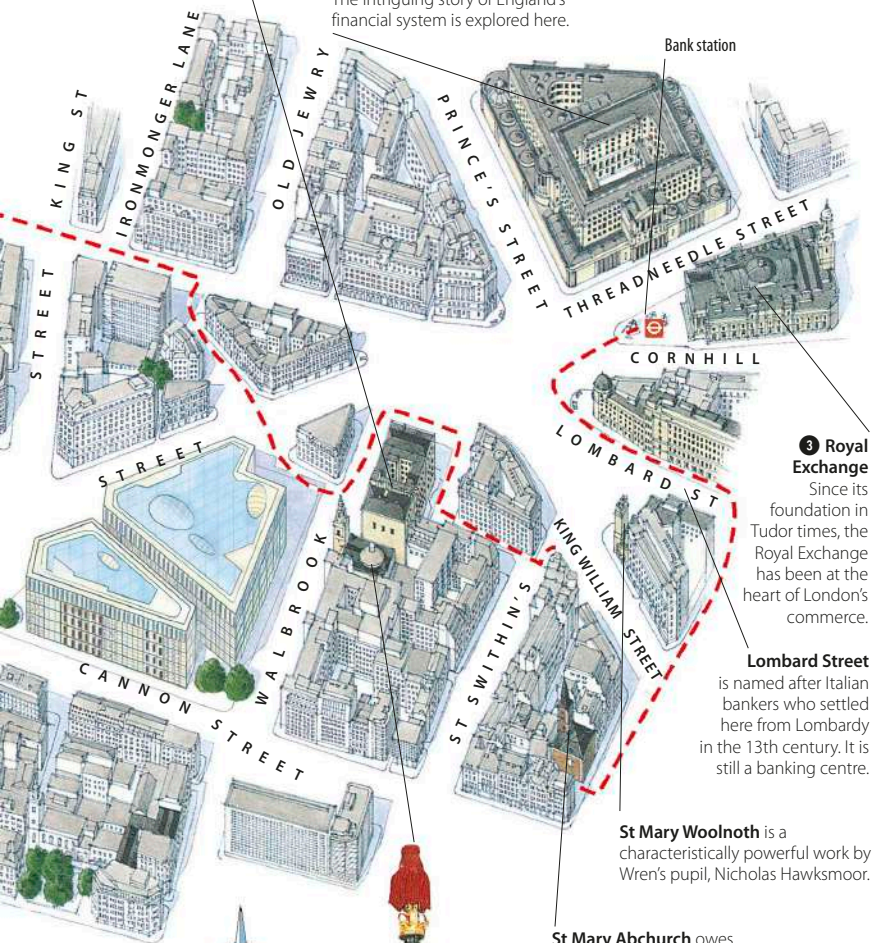 The intriguing story of England's
financial system is explored here.
Bank station
KING ST
IRONMONGER LANE
OLD JEWRY
PRINCE'S STREET
THREADNEEDLE STREET
CORNHILL
STREET
STREET
LOMBARD ST
KING WILLIAM STREET
WALBROOK
ST SWITHIN'S
CANNON STREET
3 Royal
Exchange
Since its
foundation in
Tudor times, the
Royal Exchange
has been at the
heart of London's
commerce.
Lombard Street
is named after Italian
bankers who settled
here from Lombardy
in the 13th century. It is
still a banking centre.
St Mary Woolnoth is a
characteristically powerful work by
Wren's pupil, Nicholas Hawksmoor.
St Mary Abchurch owes